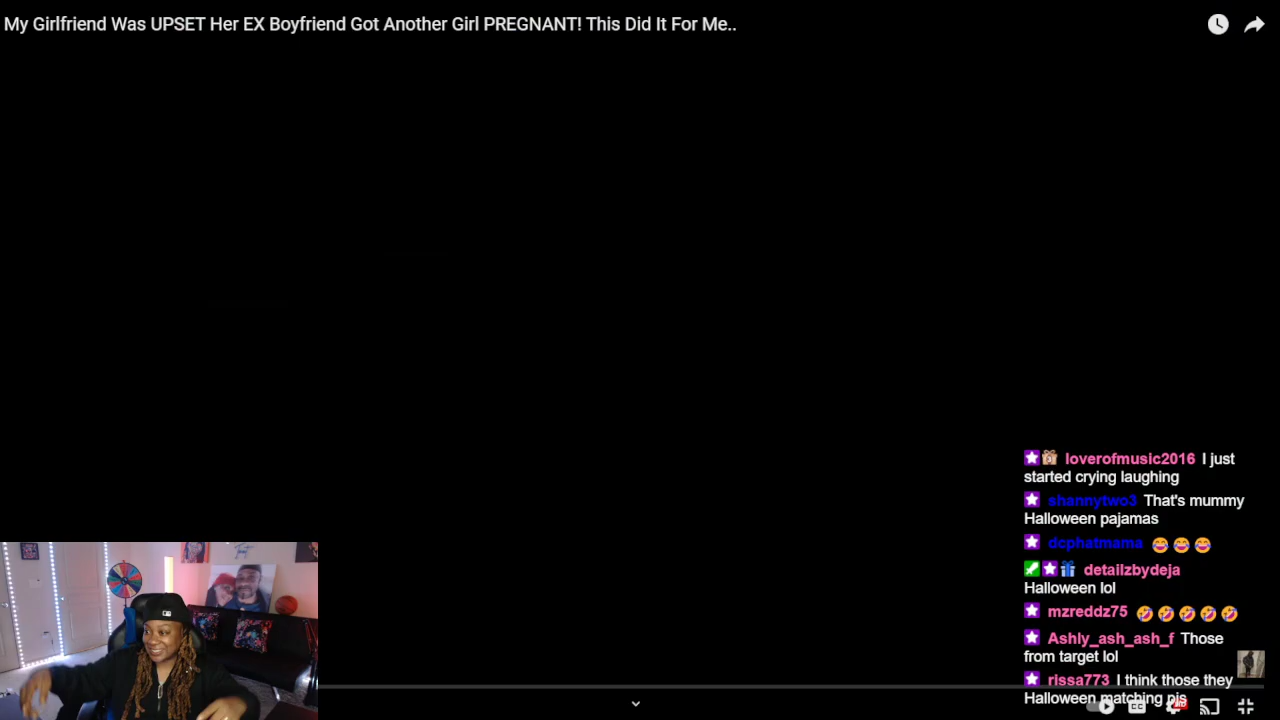 My Girlfriend Was UPSET Her EX Boyfriend Got Another Girl PREGNANT! This Did It For Me..
loverofmusic2016 I just
started crying laughing
shannytwo3 That's mummy
Halloween pajamas
dcphatmama 😂😂😂
detailzbydeja
Halloween lol
mzreddz75 🤣🤣🤣🤣🤣
Ashly_ash_ash_f Those
from target lol
rissa773 I think those they
Halloween matching pjs
CC
HD